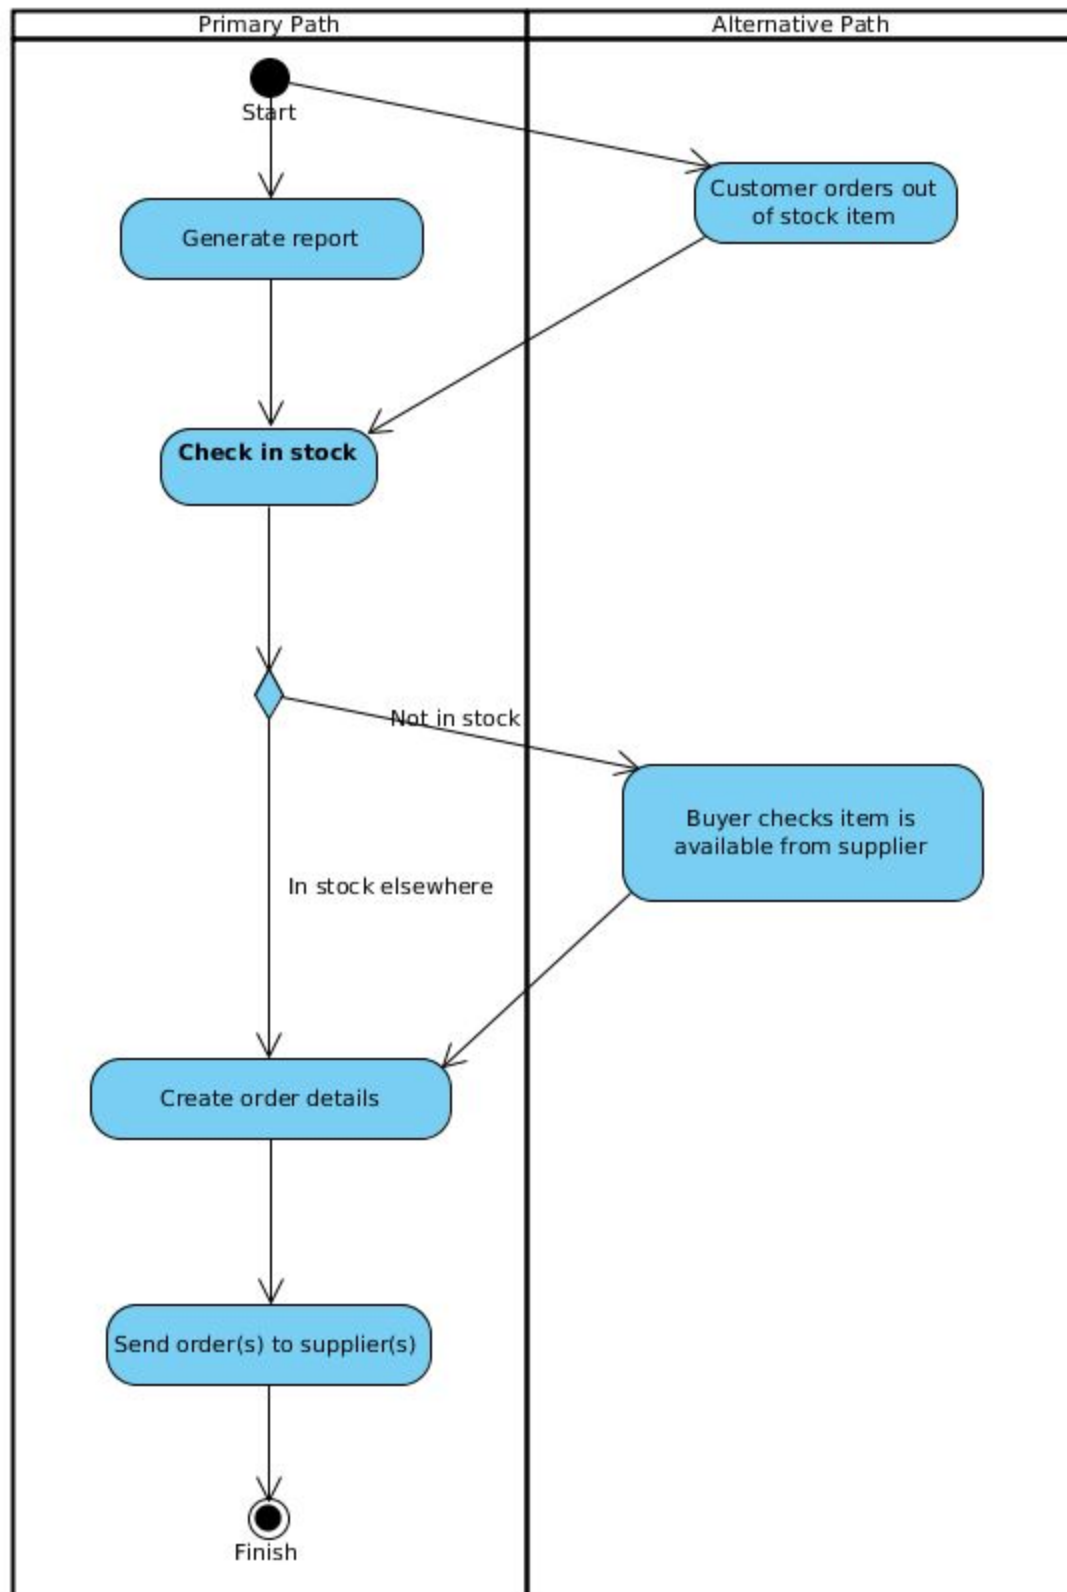 Primary Path
Alternative Path
Start
Customer orders out
of stock item
Generate report
Check in stock
Not in stock
Buyer checks item is
available from supplier
In stock elsewhere
Create order details
Send order(s) to supplier(s)
Finish